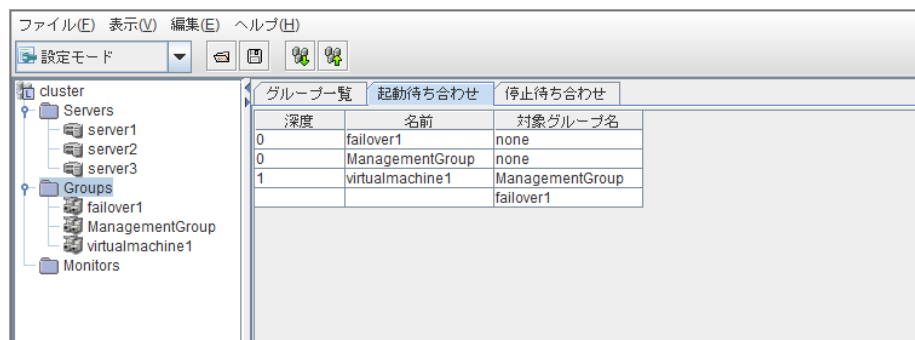 ファイル(F) 表示(V) 編集(E) ヘルプ(H)
設定モード
cluster
Servers
server1
server2
server3
Groups
failover1
ManagementGroup
virtualmachine1
Monitors
グループ一覧 起動待ち合わせ 停止待ち合わせ
深度 名前 対象グループ名
0 failover1 none
0 ManagementGroup none
1 virtualmachine1 ManagementGroup
failover1